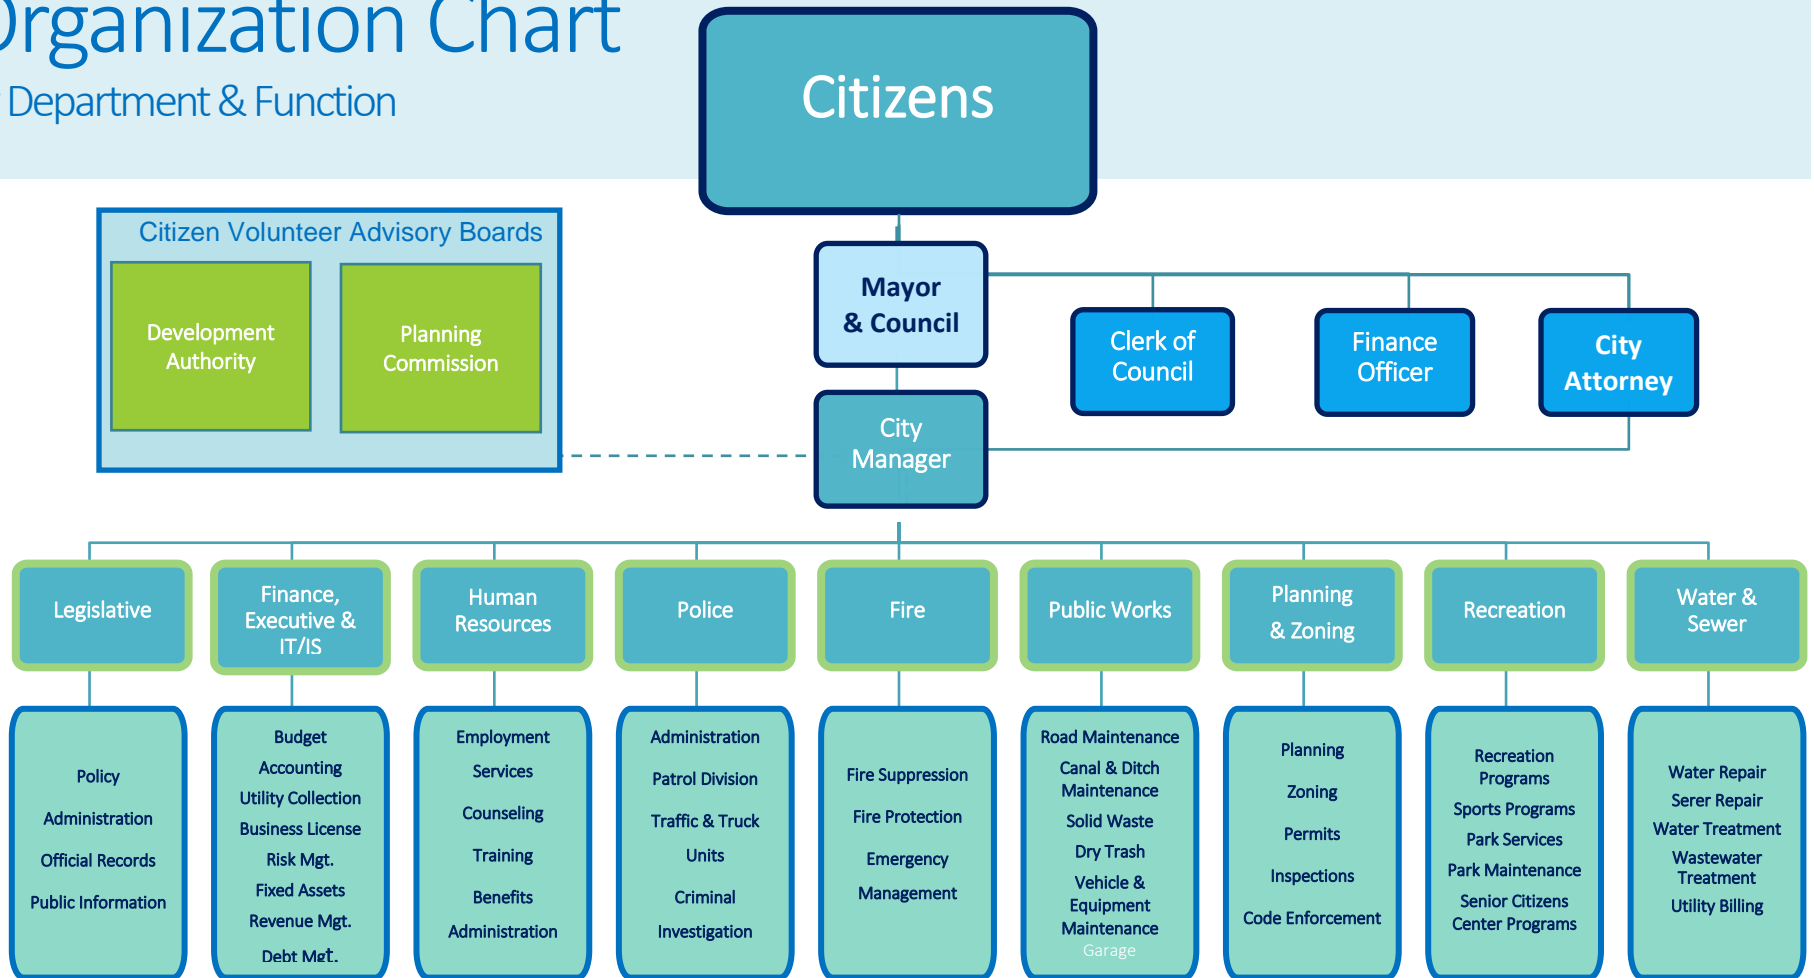 Organization Chart
Department & Function
Citizens
Citizen Volunteer Advisory Boards
Development
Authority
Planning
Commission
Mayor
& Council
Clerk of
Council
Finance
Officer
City
Attorney
City
Manager
Legislative
Finance,
Executive &
IT/IS
Human
Resources
Police
Fire
Public Works
Planning
& Zoning
Recreation
Water &
Sewer
Policy
Administration
Official Records
Public Information
Budget
Accounting
Utility Collection
Business License
Risk Mgt.
Fixed Assets
Revenue Mgt.
Debt Mgt.
Employment
Services
Counseling
Training
Benefits
Administration
Administration
Patrol Division
Traffic & Truck
Units
Criminal
Investigation
Fire Suppression
Fire Protection
Emergency
Management
Road Maintenance
Canal & Ditch
Maintenance
Solid Waste
Dry Trash
Vehicle &
Equipment
Maintenance
Garage
Planning
Zoning
Permits
Inspections
Code Enforcement
Recreation
Programs
Sports Programs
Park Services
Park Maintenance
Senior Citizens
Center Programs
Water Repair
Serer Repair
Water Treatment
Wastewater
Treatment
Utility Billing